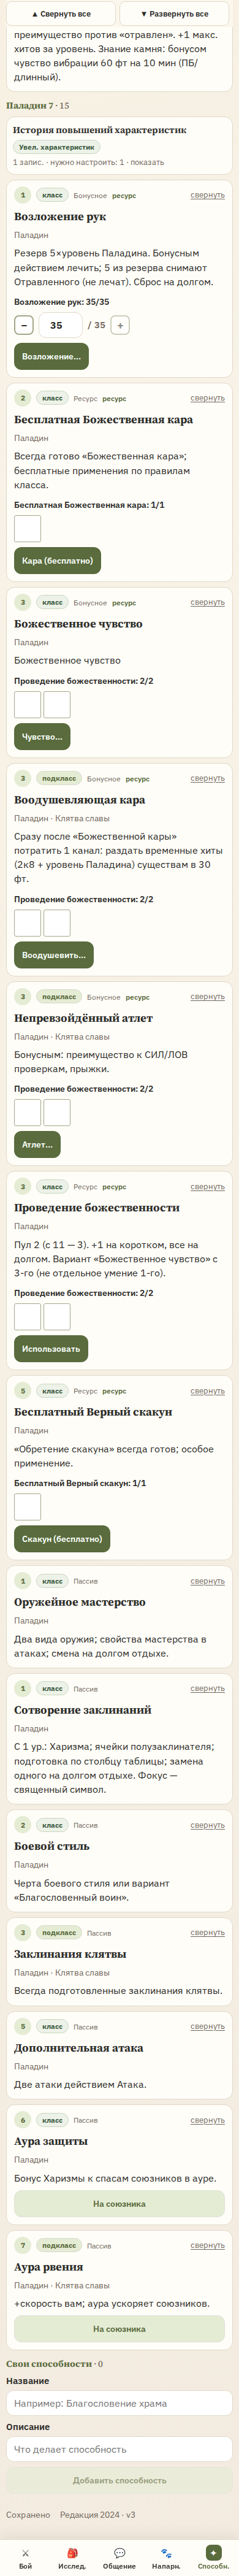 ▲ Свернуть все ▼ Развернуть все
преимущество против «отравлен». +1 макс.
хитов за уровень. Знание камня: бонусом
чувство вибрации 60 фт на 10 мин (ПБ/
длинный).
Паладин 7 · 15
История повышений характеристик
Увел. характеристик
1 запис. · нужно настроить: 1 · показать
1 класс Бонусное ресурс свернуть
Возложение рук
Паладин
Резерв 5×уровень Паладина. Бонусным
действием лечить; 5 из резерва снимают
Отравленного (не лечат). Сброс на долгом.
Возложение рук: 35/35
− 35 / 35 +
Возложение…
2 класс Ресурс ресурс свернуть
Бесплатная Божественная кара
Паладин
Всегда готово «Божественная кара»;
бесплатные применения по правилам
класса.
Бесплатная Божественная кара: 1/1
Кара (бесплатно)
3 класс Бонусное ресурс свернуть
Божественное чувство
Паладин
Божественное чувство
Проведение божественности: 2/2
Чувство…
3 подкласс Бонусное ресурс свернуть
Воодушевляющая кара
Паладин · Клятва славы
Сразу после «Божественной кары»
потратить 1 канал: раздать временные хиты
(2к8 + уровень Паладина) существам в 30
фт.
Проведение божественности: 2/2
Воодушевить…
3 подкласс Бонусное ресурс свернуть
Непревзойдённый атлет
Паладин · Клятва славы
Бонусным: преимущество к СИЛ/ЛОВ
проверкам, прыжки.
Проведение божественности: 2/2
Атлет…
3 класс Ресурс ресурс свернуть
Проведение божественности
Паладин
Пул 2 (с 11 — 3). +1 на коротком, все на
долгом. Вариант «Божественное чувство» с
3-го (не отдельное умение 1-го).
Проведение божественности: 2/2
Использовать
5 класс Ресурс ресурс свернуть
Бесплатный Верный скакун
Паладин
«Обретение скакуна» всегда готов; особое
применение.
Бесплатный Верный скакун: 1/1
Скакун (бесплатно)
1 класс Пассив свернуть
Оружейное мастерство
Паладин
Два вида оружия; свойства мастерства в
атаках; смена на долгом отдыхе.
1 класс Пассив свернуть
Сотворение заклинаний
Паладин
С 1 ур.: Харизма; ячейки полузаклинателя;
подготовка по столбцу таблицы; замена
одного на долгом отдыхе. Фокус —
священный символ.
2 класс Пассив свернуть
Боевой стиль
Паладин
Черта боевого стиля или вариант
«Благословенный воин».
3 подкласс Пассив свернуть
Заклинания клятвы
Паладин · Клятва славы
Всегда подготовленные заклинания клятвы.
5 класс Пассив свернуть
Дополнительная атака
Паладин
Две атаки действием Атака.
6 класс Пассив свернуть
Аура защиты
Паладин
Бонус Харизмы к спасам союзников в ауре.
На союзника
7 подкласс Пассив свернуть
Аура рвения
Паладин · Клятва славы
+скорость вам; аура ускоряет союзников.
На союзника
Свои способности · 0
Название
Например: Благословение храма
Описание
Что делает способность
Добавить способность
Сохранено Редакция 2024 · v3
Бой Исслед. Общение Напарн. Способн.